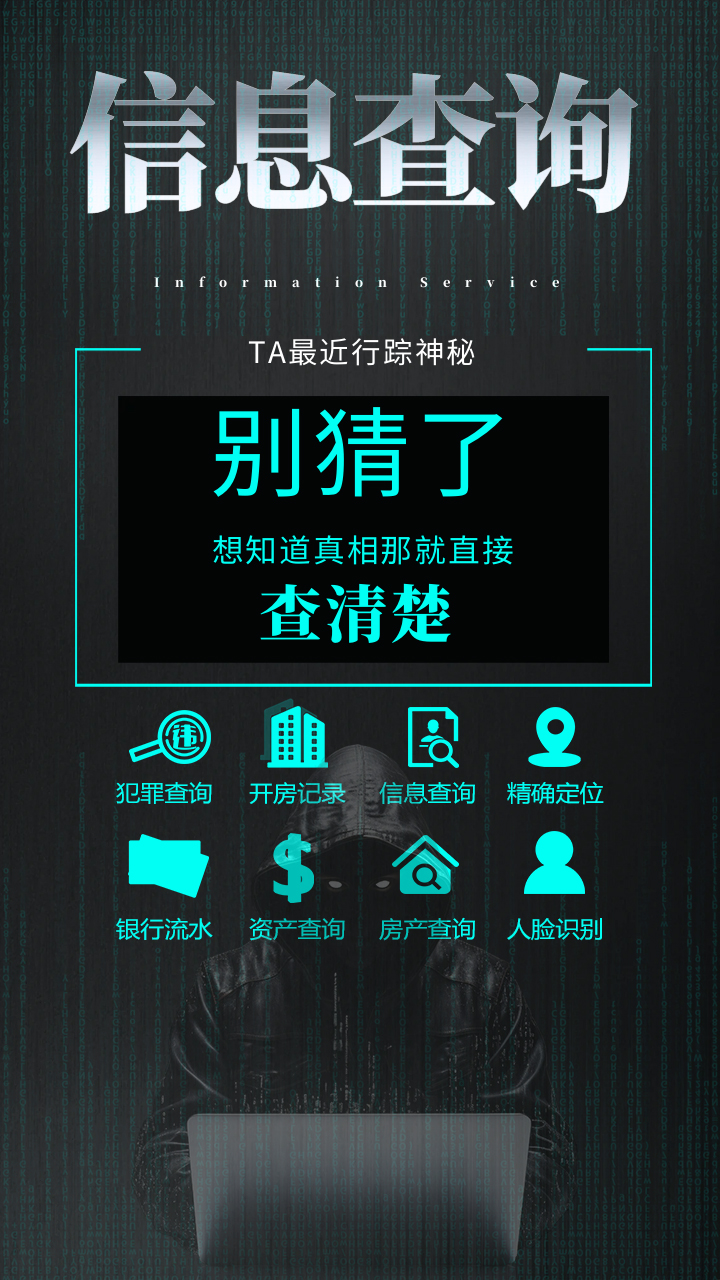 信息查询
Information Service
TA最近行踪神秘
别猜了
想知道真相那就直接
查清楚
犯罪查询 开房记录 信息查询 精确定位
银行流水 资产查询 房产查询 人脸识别